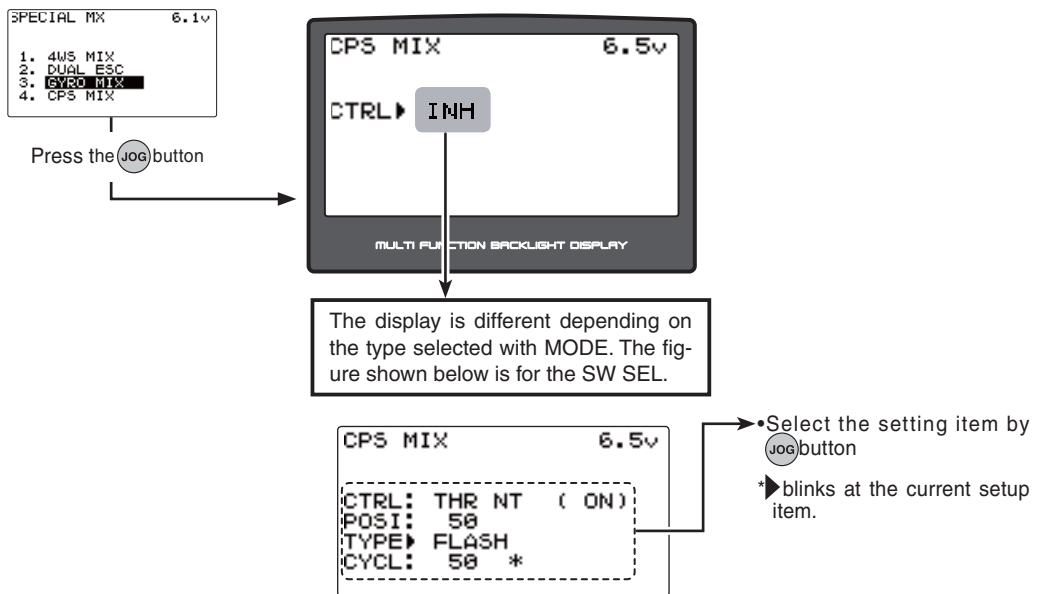 SPECIAL MX 6.1v
1. 4WS MIX
2. DUAL ESC
3. GYRO MIX
4. CPS MIX
Press the JOG button
CPS MIX 6.5v
CTRL▶ INH
MULTI FUNCTION BACKLIGHT DISPLAY
The display is different depending on
the type selected with MODE. The fig-
ure shown below is for the SW SEL.
CPS MIX 6.5v
CTRL: THR NT ( ON)
POSI: 50
TYPE▶ FLASH
CYCL: 50 *
•Select the setting item by
JOG button
*▶blinks at the current setup
item.